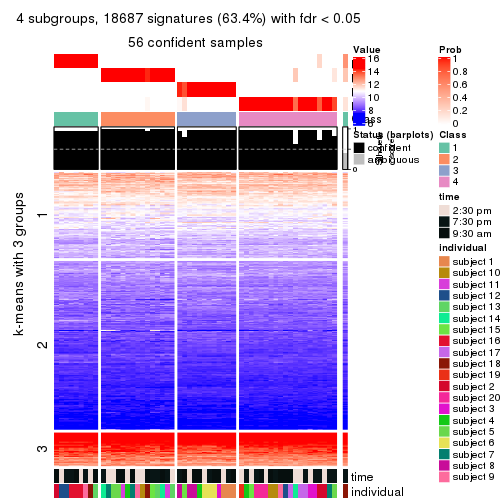 4 subgroups, 18687 signatures (63.4%) with fdr < 0.05
56 confident samples
k-means with 3 groups
1
2
3
time
individual
Value
16
14
12
10
8
6
Class
Status (barplots)
confident
ambiguous
0
Prob
1
0.8
0.6
0.4
0.2
0
Class
1
2
3
4
time
2:30 pm
7:30 pm
9:30 am
individual
subject 1
subject 10
subject 11
subject 12
subject 13
subject 14
subject 15
subject 16
subject 17
subject 18
subject 19
subject 2
subject 20
subject 3
subject 4
subject 5
subject 6
subject 7
subject 8
subject 9